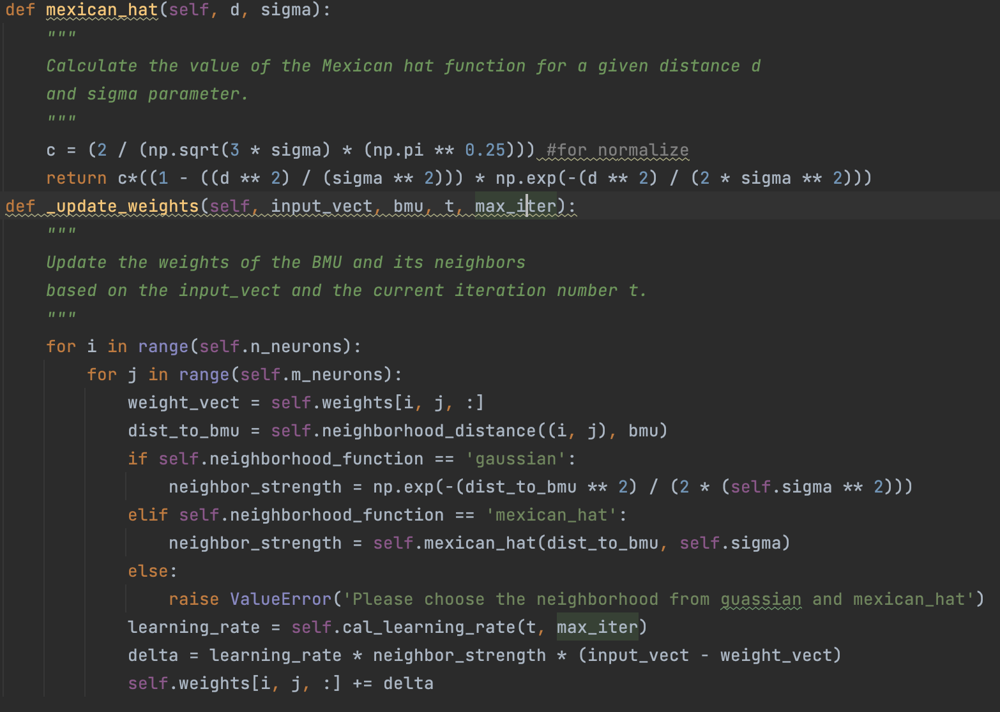 def mexican_hat(self, d, sigma):
    """
    Calculate the value of the Mexican hat function for a given distance d
    and sigma parameter.
    """
    c = (2 / (np.sqrt(3 * sigma) * (np.pi ** 0.25))) #for normalize
    return c*((1 - ((d ** 2) / (sigma ** 2))) * np.exp(-(d ** 2) / (2 * sigma ** 2)))
def _update_weights(self, input_vect, bmu, t, max_iter):
    """
    Update the weights of the BMU and its neighbors
    based on the input_vect and the current iteration number t.
    """
    for i in range(self.n_neurons):
        for j in range(self.m_neurons):
            weight_vect = self.weights[i, j, :]
            dist_to_bmu = self.neighborhood_distance((i, j), bmu)
            if self.neighborhood_function == 'gaussian':
                neighbor_strength = np.exp(-(dist_to_bmu ** 2) / (2 * (self.sigma ** 2)))
            elif self.neighborhood_function == 'mexican_hat':
                neighbor_strength = self.mexican_hat(dist_to_bmu, self.sigma)
            else:
                raise ValueError('Please choose the neighborhood from guassian and mexican_hat')
            learning_rate = self.cal_learning_rate(t, max_iter)
            delta = learning_rate * neighbor_strength * (input_vect - weight_vect)
            self.weights[i, j, :] += delta